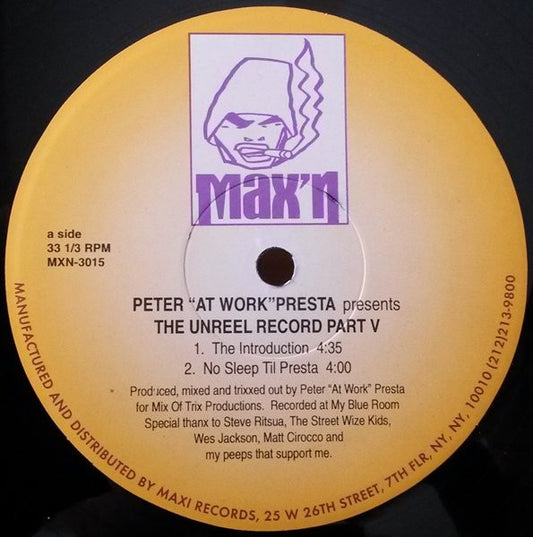 Max'n
a side
33 1/3 RPM
MXN-3015
PETER "AT WORK"PRESTA presents
THE UNREEL RECORD PART V
1. The Introduction 4:35
2. No Sleep Til Presta 4:00
Produced, mixed and trixxed out by Peter "At Work" Presta
for Mix Of Trix Productions. Recorded at My Blue Room
Special thanx to Steve Ritsua, The Street Wize Kids,
Wes Jackson, Matt Cirocco and
my peeps that support me.
MANUFACTURED AND DISTRIBUTED BY MAXI RECORDS, 25 W 26TH STREET, 7TH FLR, NY, NY, 10010 (212)213-9800